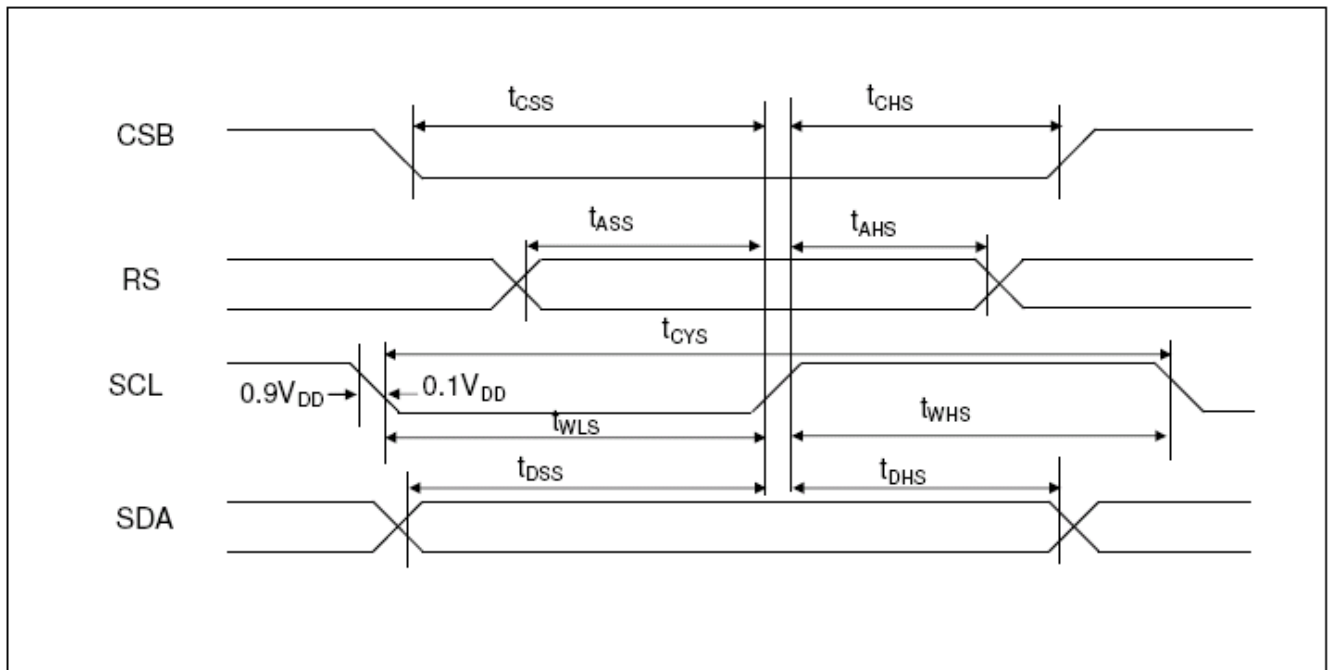 tCSS
tCHS
CSB
tASS
tAHS
RS
tCYS
SCL
0.9VDD
0.1VDD
tWLS
tWHS
tDSS
tDHS
SDA